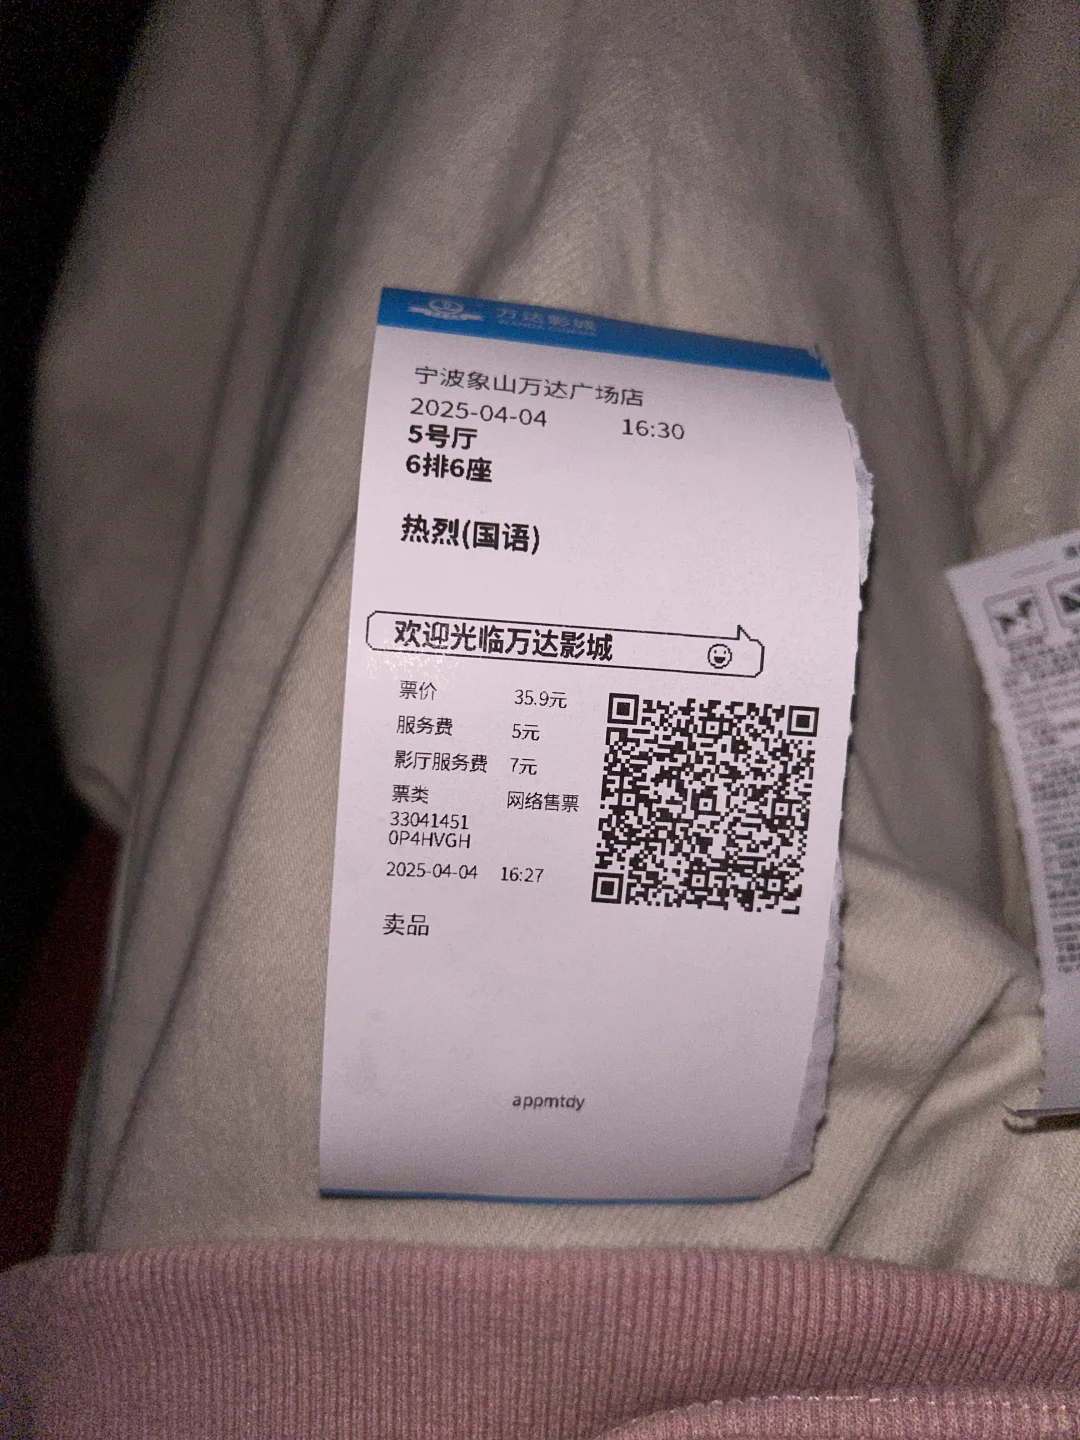 万达影城
WANDA CINEMA
宁波象山万达广场店
2025-04-04 16:30
5号厅
6排6座
热烈(国语)
欢迎光临万达影城
票价 35.9元
服务费 5元
影厅服务费 7元
票类 网络售票
33041451
0P4HVGH
2025-04-04 16:27
卖品
appmtdy